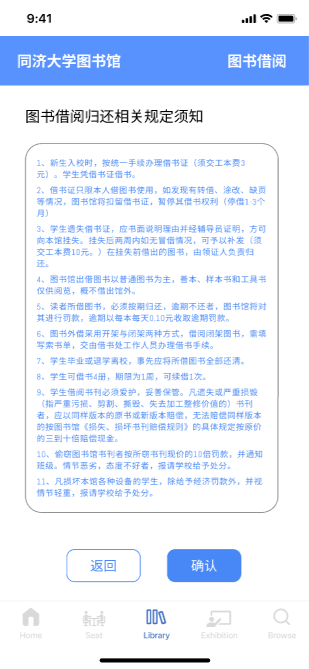 9:41
同济大学图书馆 图书借阅
图书借阅归还相关规定须知
1、新生入校时，按统一手续办理借书证（须交工本费3
元）。学生凭借书证借书。
2、借书证只限本人借图书使用，如发现有转借、涂改、缺页
等情况，图书馆将扣留借书证，暂停其借书权利（停借1-3个
月）
3、学生遗失借书证，应书面说明理由并经辅导员证明，方可
向本馆挂失。挂失后两周内如无冒借情况，可予以补发（须
交工本费10元。）在挂失前借出的图书，由领证人负责归
还。
4、图书馆出借图书以普通图书为主，善本、样本书和工具书
仅供阅览，概不借出馆外。
5、读者所借图书，必须按期归还，逾期不还者，图书馆将对
其进行罚款，逾期以每本每天0.10元收取逾期罚款。
6、图书外借采用开架与闭架两种方式，借阅闭架图书，需填
写索书单，交由借书处工作人员办理借书手续。
7、学生毕业或退学离校，事先应将所借图书全部还清。
8、学生可借书4册，期限为1周，可续借1次。
9、学生借阅书刊必须爱护，妥善保管。凡遗失或严重损毁
（指严重污损、剪割、撕毁、失去加工整修价值的）书刊
者，应以同样版本的原书或新版本赔偿，无法赔偿同样版本
的按图书馆《损失、损坏书刊赔偿规则》的具体规定按原价
的三到十倍赔偿现金。
10、偷窃图书馆书刊者按所窃书刊现价的10倍罚款，并通知
班级。情节恶劣，态度不好者，报请学校给予处分。
11、凡损坏本馆各种设备的学生，除给予经济罚款外，并视
情节轻重，报请学校给予处分。
返回 确认
Home Seat Library Exhibition Browse